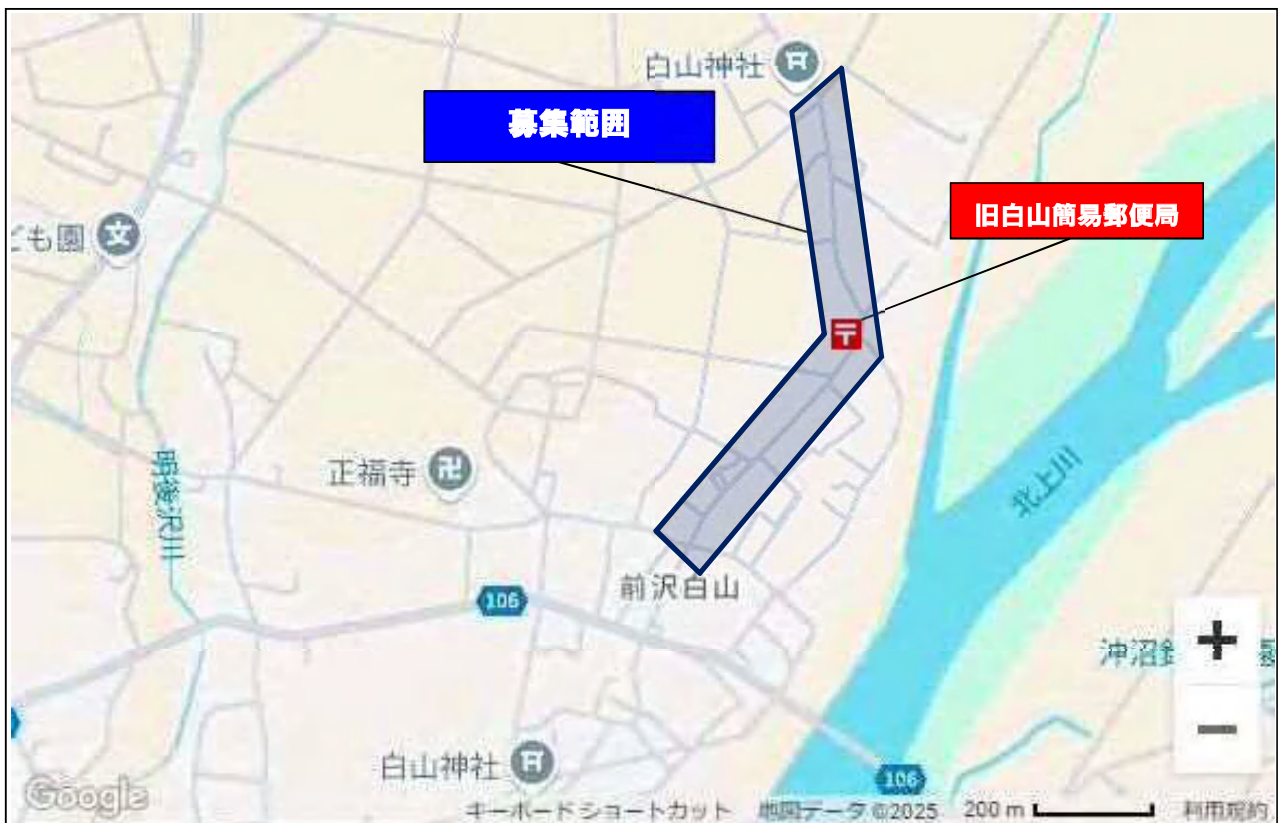 白山神社
募集範囲
旧白山簡易郵便局
ども園
文
〒
正福寺
卍
明後沢川
北上川
前沢白山
106
沖沼
白山神社
106
Google
キーボードショートカット
地図データ ©2025
200 m
利用規約